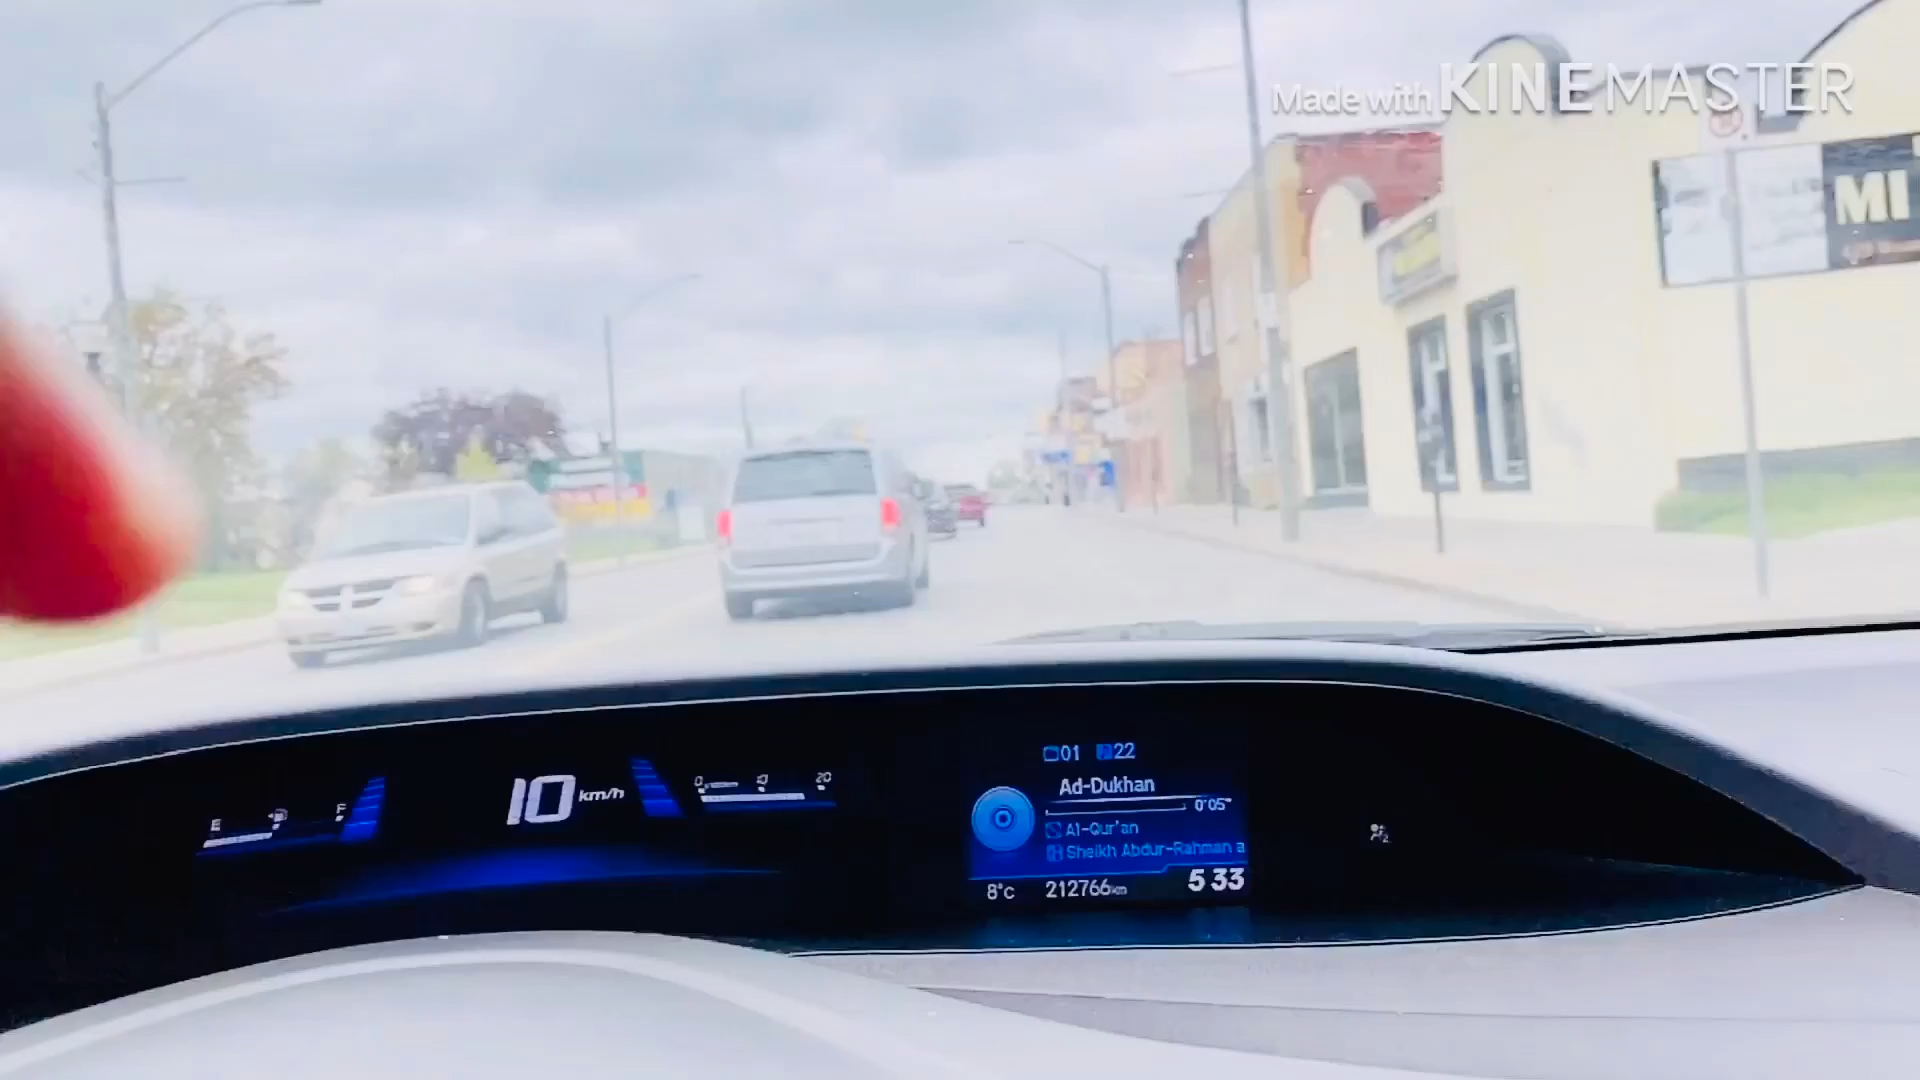 Made with KINEMASTER
MI
01 22
Ad-Dukhan
0'05"
Al-Qur'an
Sheikh Abdur-Rahman a
8°c 212766km 5 33
E F
10 km/h
0 10 20